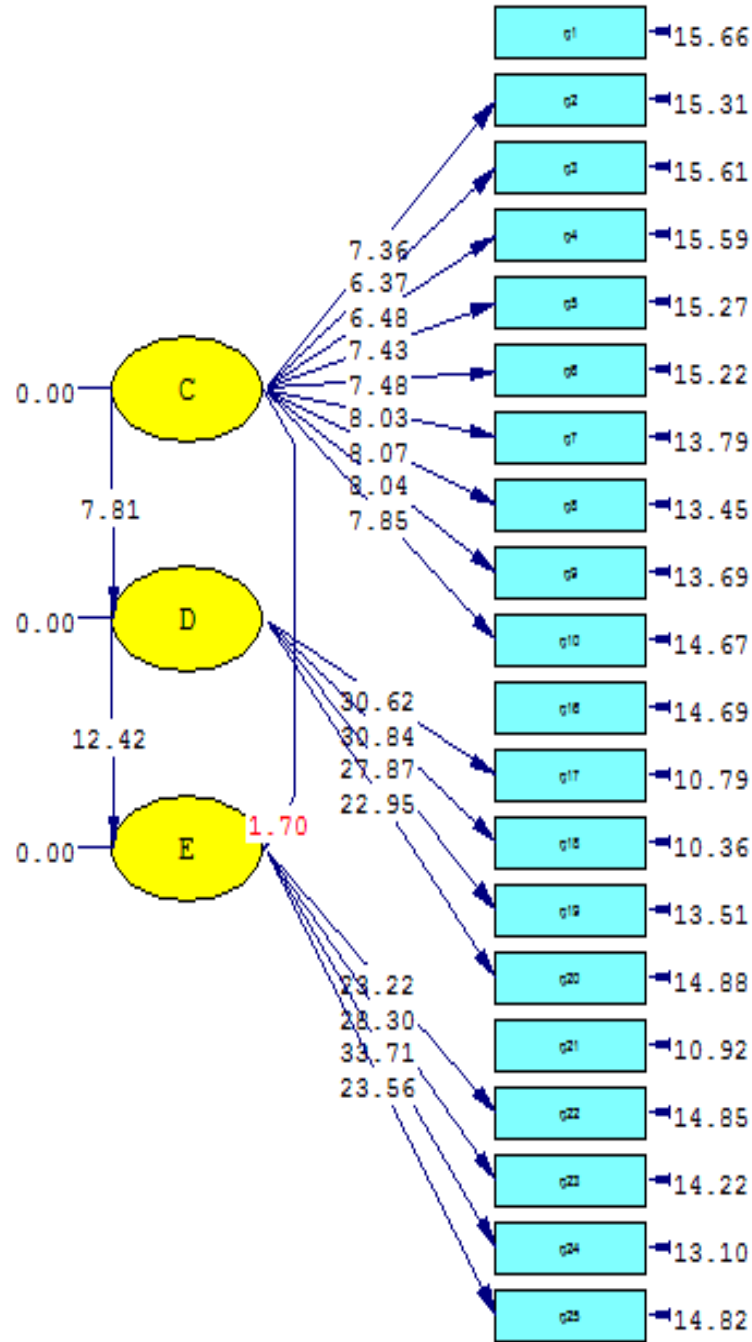 q1 15.66
q2 15.31
q3 15.61
q4 15.59
q5 15.27
q6 15.22
q7 13.79
q8 13.45
q9 13.69
q10 14.67
q16 14.69
q17 10.79
q18 10.36
q19 13.51
q20 14.88
q21 10.92
q22 14.85
q23 14.22
q24 13.10
q25 14.82
7.36
6.37
6.48
7.43
7.48
8.03
8.07
8.04
7.85
0.00 C
7.81
0.00 D
12.42
0.00 E
1.70
30.62
30.84
27.87
22.95
23.22
28.30
33.71
23.56